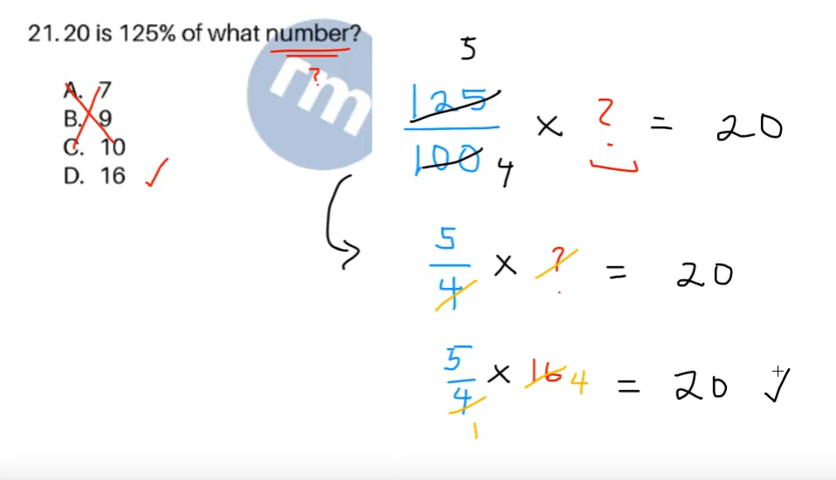 21. 20 is 125% of what number?
?
A. 7
B. 9
C. 10
D. 16 ✓
rm
5
125/100 × ? = 20
4
5/4 × ? = 20
5/4 × 16 4 = 20 ✓
1